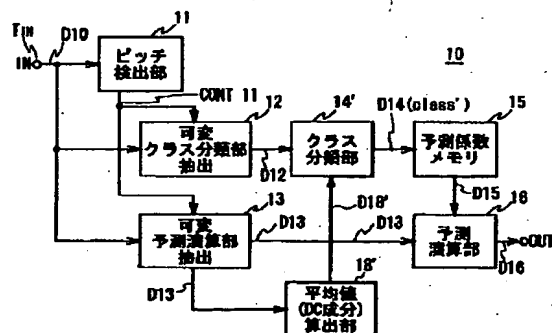 11
TIN
D10
IN
ピッチ
検出部
10
CONT 11
12
可変
クラス分類部
抽出
D12
14'
クラス
分類部
D14(class')
15
予測係数
メモリ
D18'
D15
13
可変
予測演算部
抽出
D13
D13
16
予測
演算部
OUT
D16
D13
18'
平均値
(DC成分)
算出部